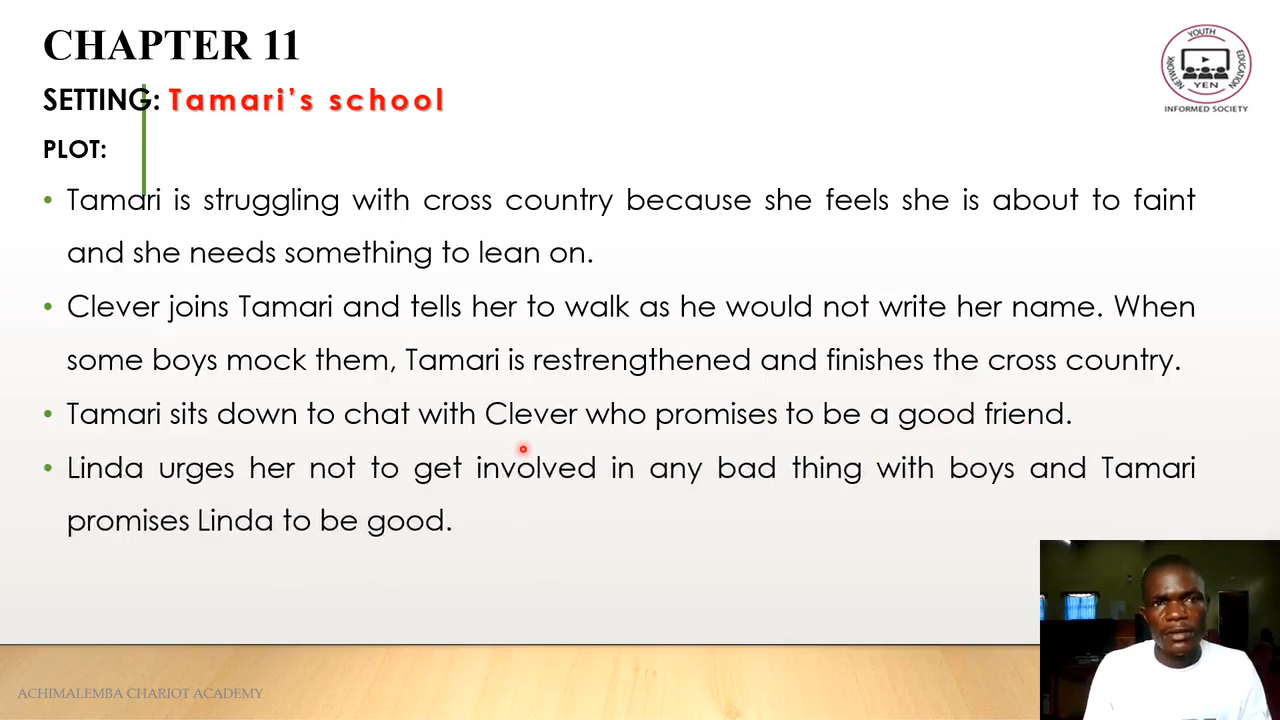 CHAPTER 11
SETTING: Tamari's school
PLOT:
• Tamari is struggling with cross country because she feels she is about to faint
and she needs something to lean on.
• Clever joins Tamari and tells her to walk as he would not write her name. When
some boys mock them, Tamari is restrengthened and finishes the cross country.
• Tamari sits down to chat with Clever who promises to be a good friend.
• Linda urges her not to get involved in any bad thing with boys and Tamari
promises Linda to be good.
YOUTH
EDUCATION
NETWORK
YEN
INFORMED SOCIETY
ACHIMALEMBA CHARIOT ACADEMY